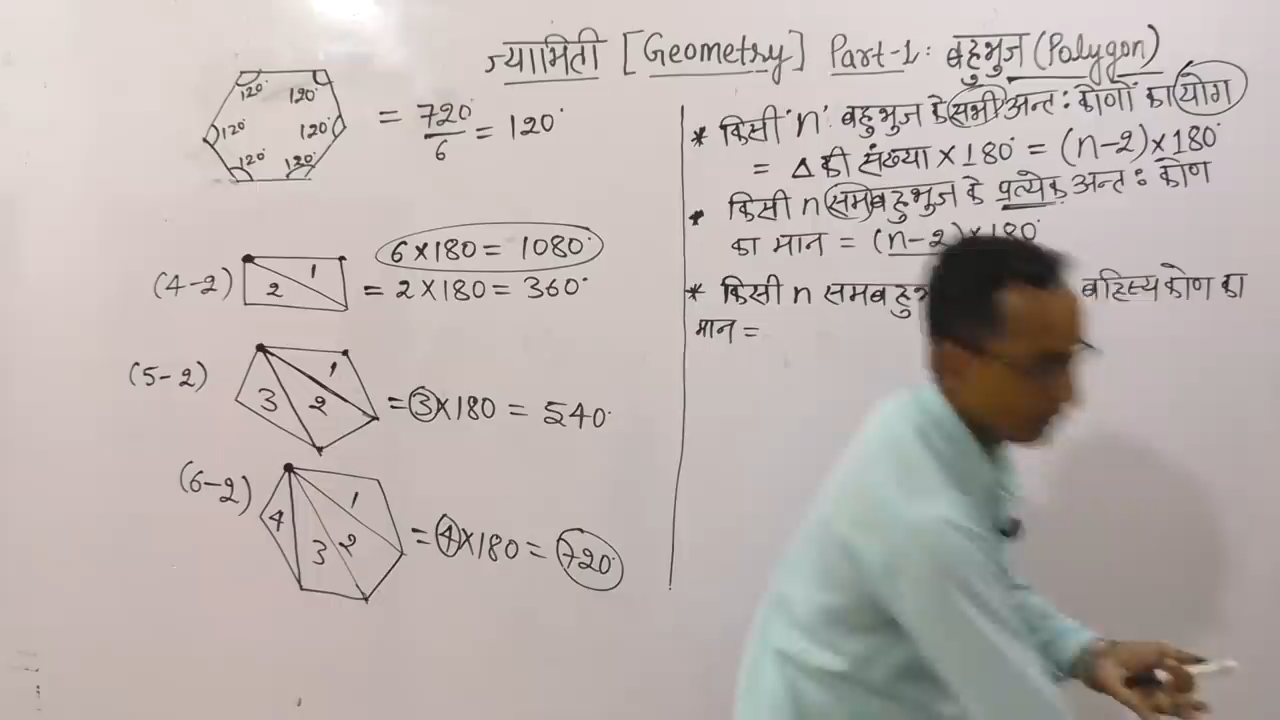 ज्यामिती [Geometry] Part-1: बहुभुज (Polygon)
120° 120°
120° 120°
120° 120°
= 720°/6 = 120°
6×180 = 1080°
(4-2) 1 2 = 2×180 = 360°
(5-2) 1 2 3 = 3×180 = 540°
(6-2) 1 2 3 4 = 4×180 = 720°
* किसी 'n' बहुभुज के सभी अन्तः कोणों का योग
= Δ की संख्या × 180° = (n-2)×180°
* किसी n समबहुभुज के प्रत्येक अन्तः कोण
का मान = (n-2)×180°
* किसी n समबहुभ बहिस्य कोण का
मान =